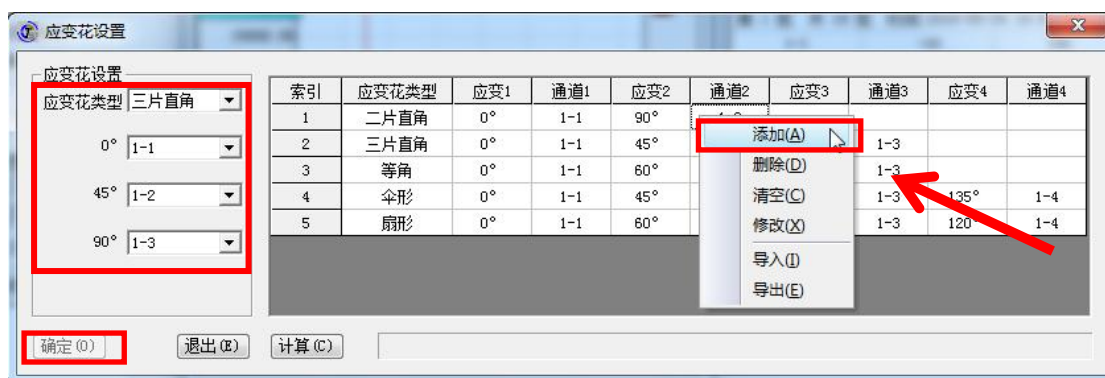 应变花设置
应变花设置
应变花类型 三片直角
0° 1-1
45° 1-2
90° 1-3
索引 应变花类型 应变1 通道1 应变2 通道2 应变3 通道3 应变4 通道4
1 二片直角 0° 1-1 90°
2 三片直角 0° 1-1 45° 1-3
3 等角 0° 1-1 60° 1-3
4 伞形 0° 1-1 45° 1-3 135° 1-4
5 扇形 0° 1-1 60° 1-3 120° 1-4
添加(A)
删除(D)
清空(C)
修改(X)
导入(I)
导出(E)
确定(O) 退出(E) 计算(C)